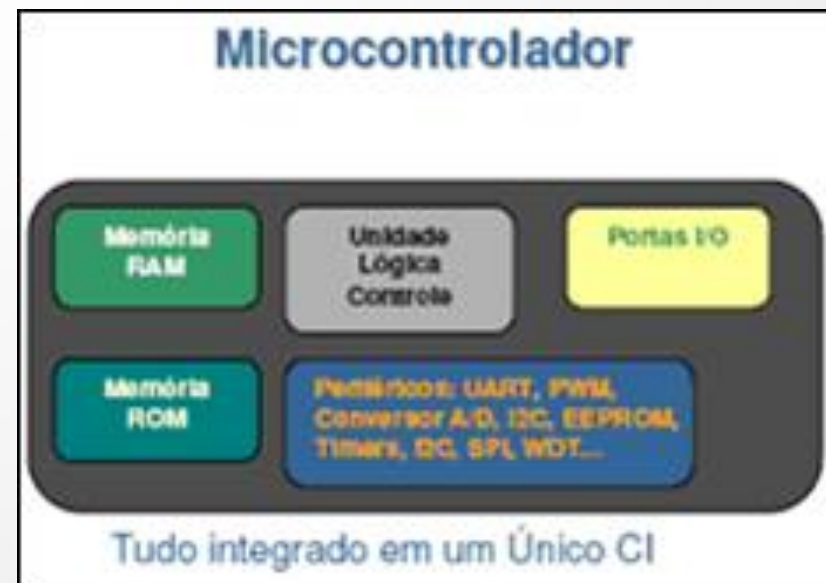 Microcontrolador
Memória
RAM
Unidade
Lógica
Controle
Portas I/O
Memória
ROM
Periféricos: UART, PWM,
Conversor A/D, I2C, EEPROM,
Timers, I2C, SPI, WDT...
Tudo integrado em um Único CI